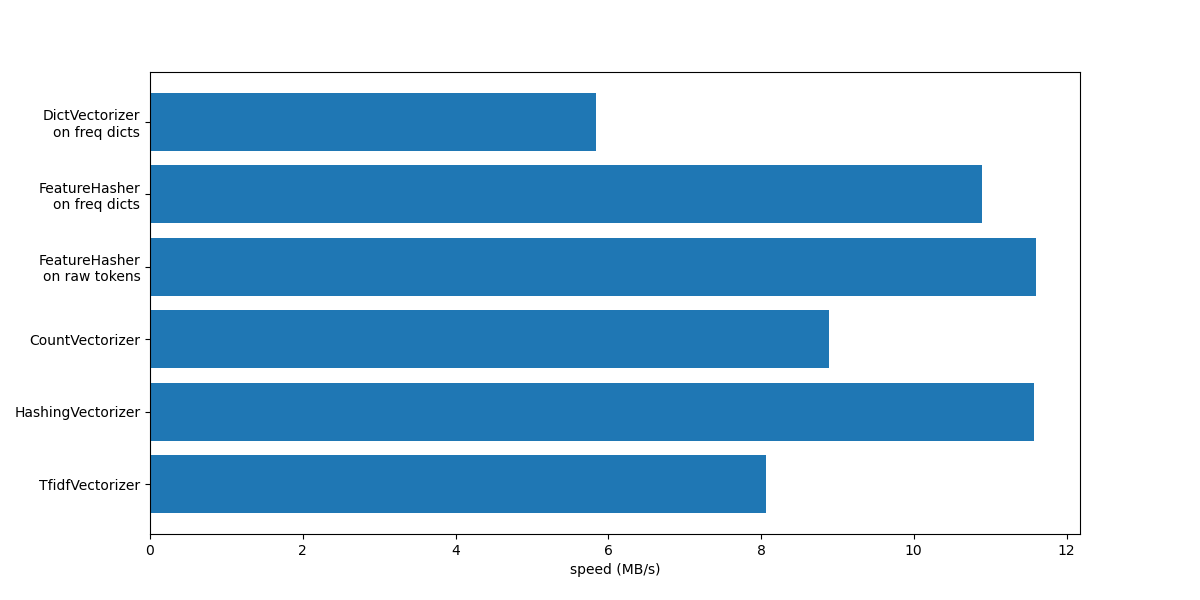 DictVectorizer
on freq dicts
FeatureHasher
on freq dicts
FeatureHasher
on raw tokens
CountVectorizer
HashingVectorizer
TfidfVectorizer
0 2 4 6 8 10 12
speed (MB/s)